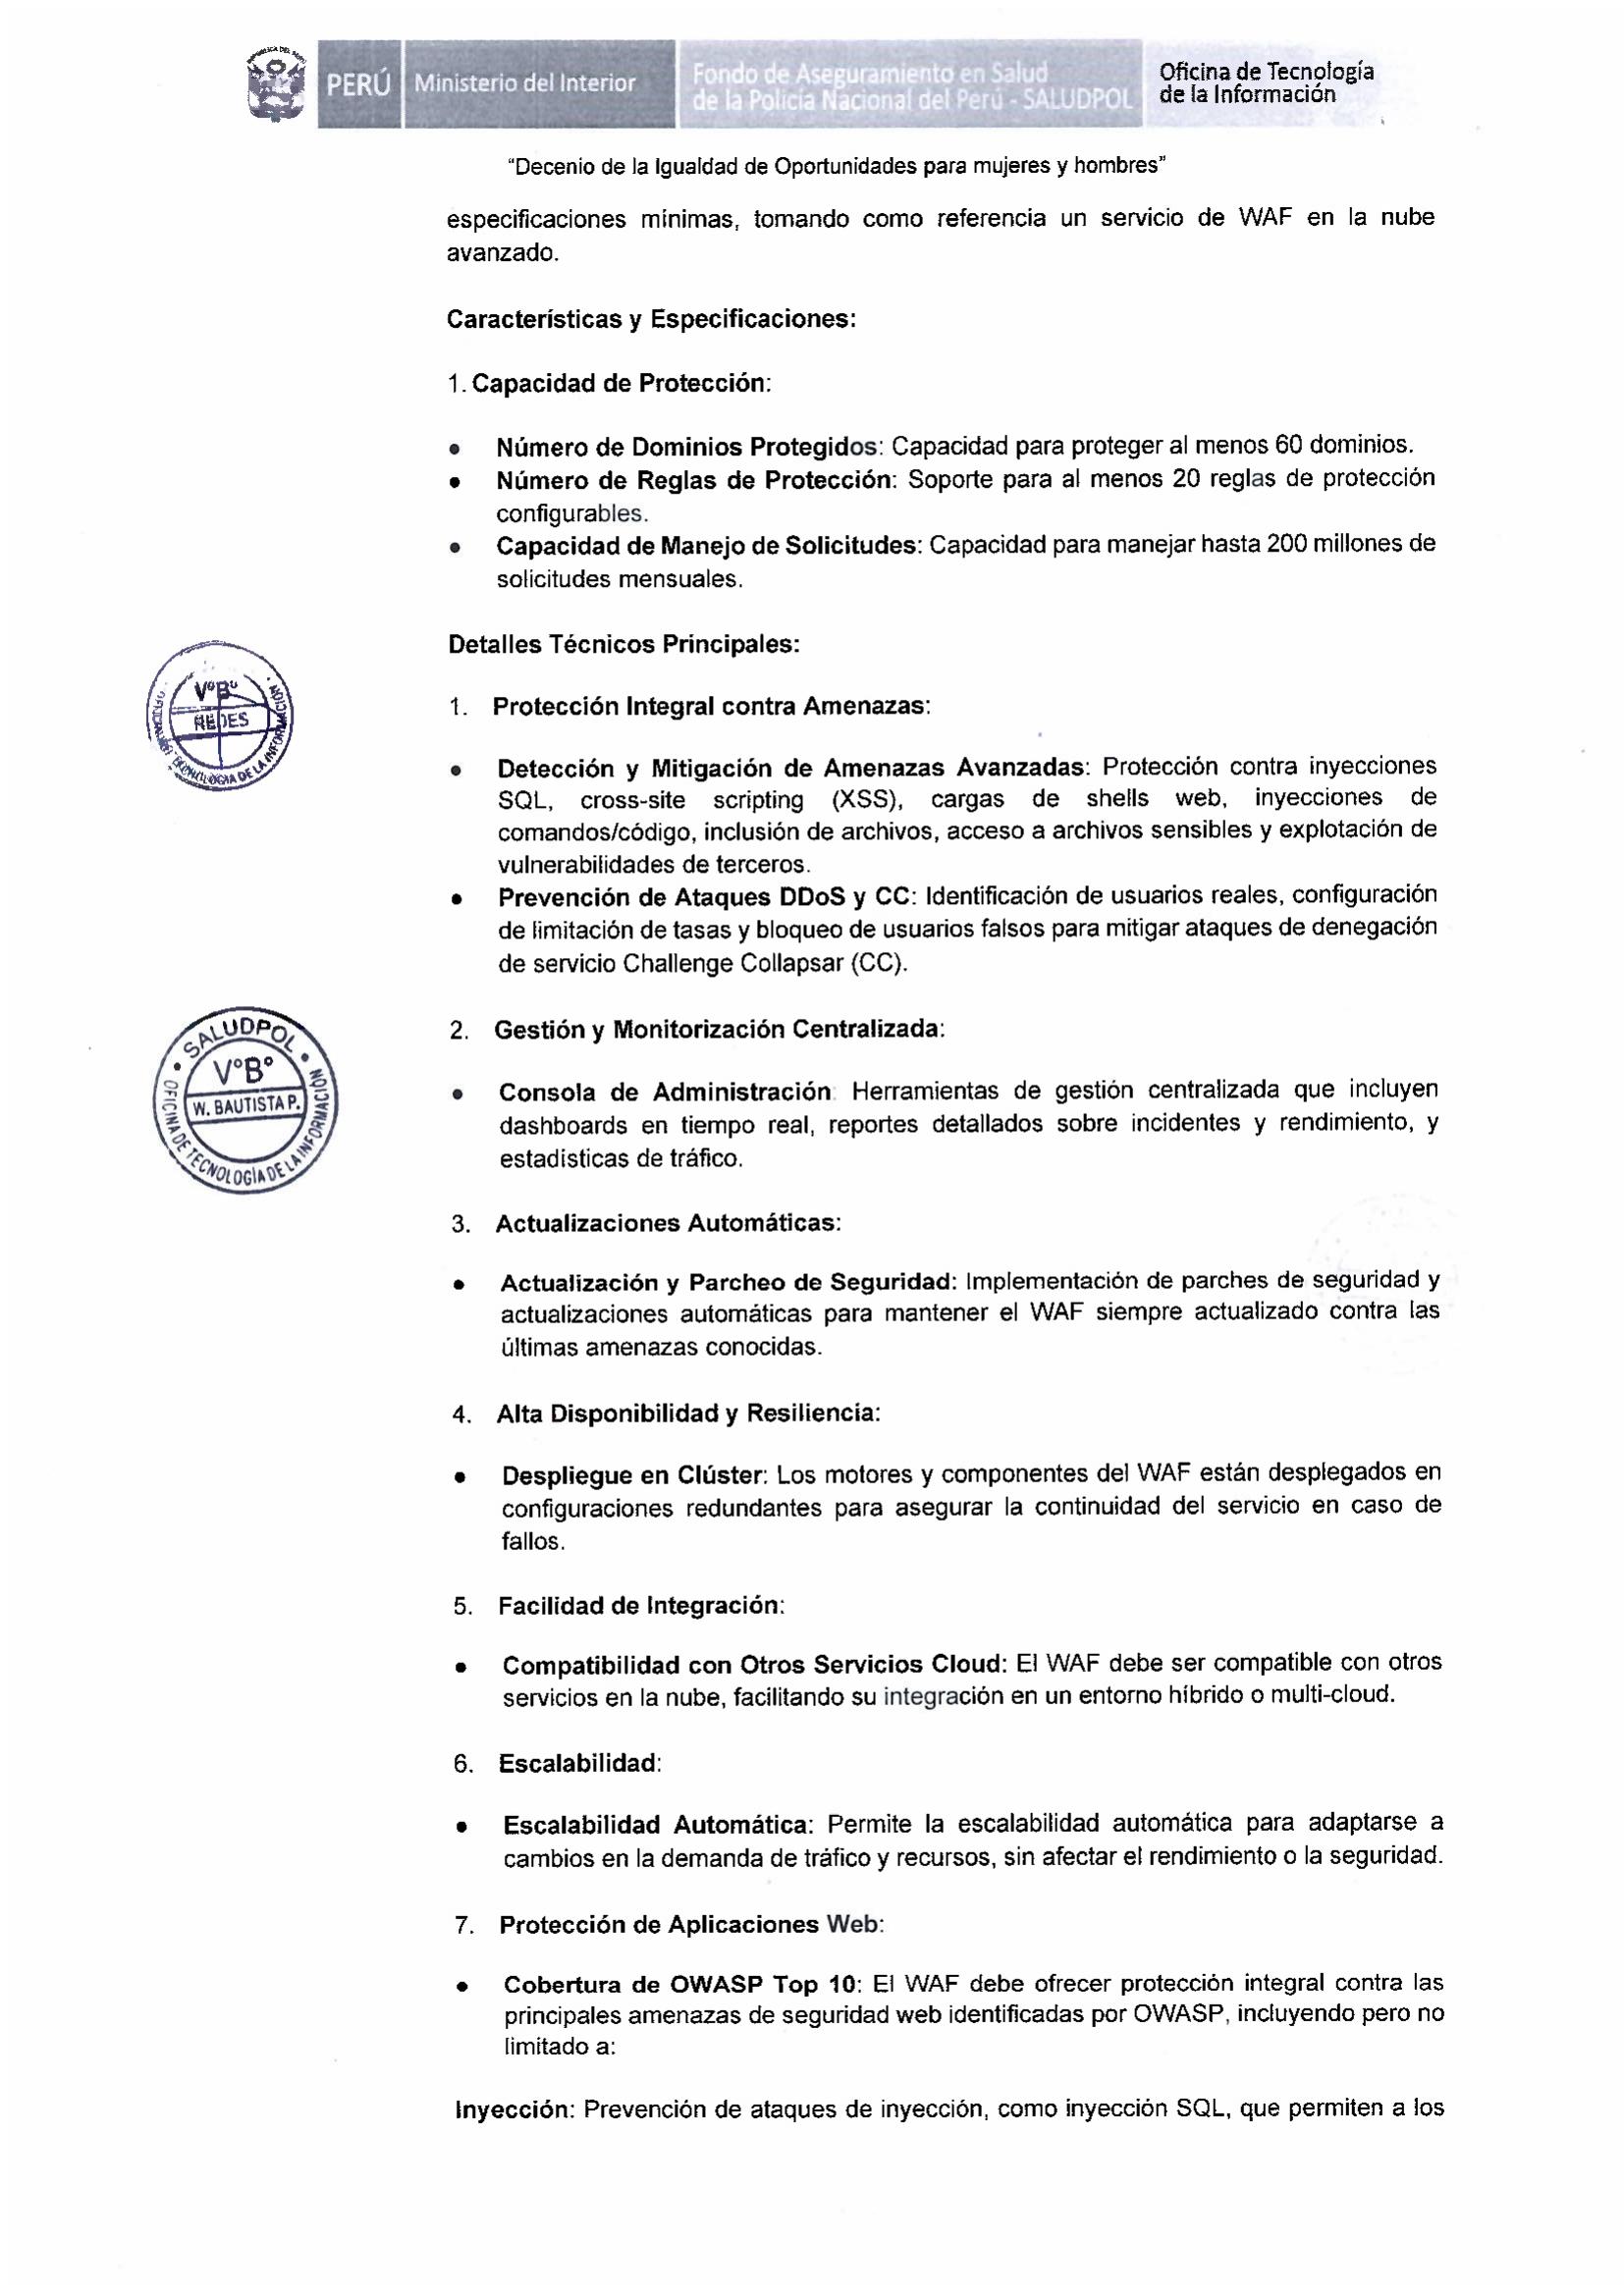 PERÚ
Ministerio del Interior
Fondo de Aseguramiento en Salud
de la Policía Nacional del Perú - SALUDPOL
Oficina de Tecnología
de la Información
"Decenio de la Igualdad de Oportunidades para mujeres y hombres"
especificaciones mínimas, tomando como referencia un servicio de WAF en la nube
avanzado.
Características y Especificaciones:
1. Capacidad de Protección:
• Número de Dominios Protegidos: Capacidad para proteger al menos 60 dominios.
• Número de Reglas de Protección: Soporte para al menos 20 reglas de protección
configurables.
• Capacidad de Manejo de Solicitudes: Capacidad para manejar hasta 200 millones de
solicitudes mensuales.
Detalles Técnicos Principales:
V°B°
REDES
OFICINA DE TECNOLOGIA DE LA INFORMACIÓN
1. Protección Integral contra Amenazas:
• Detección y Mitigación de Amenazas Avanzadas: Protección contra inyecciones
SQL, cross-site scripting (XSS), cargas de shells web, inyecciones de
comandos/código, inclusión de archivos, acceso a archivos sensibles y explotación de
vulnerabilidades de terceros.
• Prevención de Ataques DDoS y CC: Identificación de usuarios reales, configuración
de limitación de tasas y bloqueo de usuarios falsos para mitigar ataques de denegación
de servicio Challenge Collapsar (CC).
SALUDPOL
V°B°
W. BAUTISTA P.
OFICINA DE TECNOLOGÍA DE LA INFORMACIÓN
2. Gestión y Monitorización Centralizada:
• Consola de Administración: Herramientas de gestión centralizada que incluyen
dashboards en tiempo real, reportes detallados sobre incidentes y rendimiento, y
estadísticas de tráfico.
3. Actualizaciones Automáticas:
• Actualización y Parcheo de Seguridad: Implementación de parches de seguridad y
actualizaciones automáticas para mantener el WAF siempre actualizado contra las
últimas amenazas conocidas.
4. Alta Disponibilidad y Resiliencia:
• Despliegue en Clúster: Los motores y componentes del WAF están desplegados en
configuraciones redundantes para asegurar la continuidad del servicio en caso de
fallos.
5. Facilidad de Integración:
• Compatibilidad con Otros Servicios Cloud: El WAF debe ser compatible con otros
servicios en la nube, facilitando su integración en un entorno híbrido o multi-cloud.
6. Escalabilidad:
• Escalabilidad Automática: Permite la escalabilidad automática para adaptarse a
cambios en la demanda de tráfico y recursos, sin afectar el rendimiento o la seguridad.
7. Protección de Aplicaciones Web:
• Cobertura de OWASP Top 10: El WAF debe ofrecer protección integral contra las
principales amenazas de seguridad web identificadas por OWASP, incluyendo pero no
limitado a:
Inyección: Prevención de ataques de inyección, como inyección SQL, que permiten a los